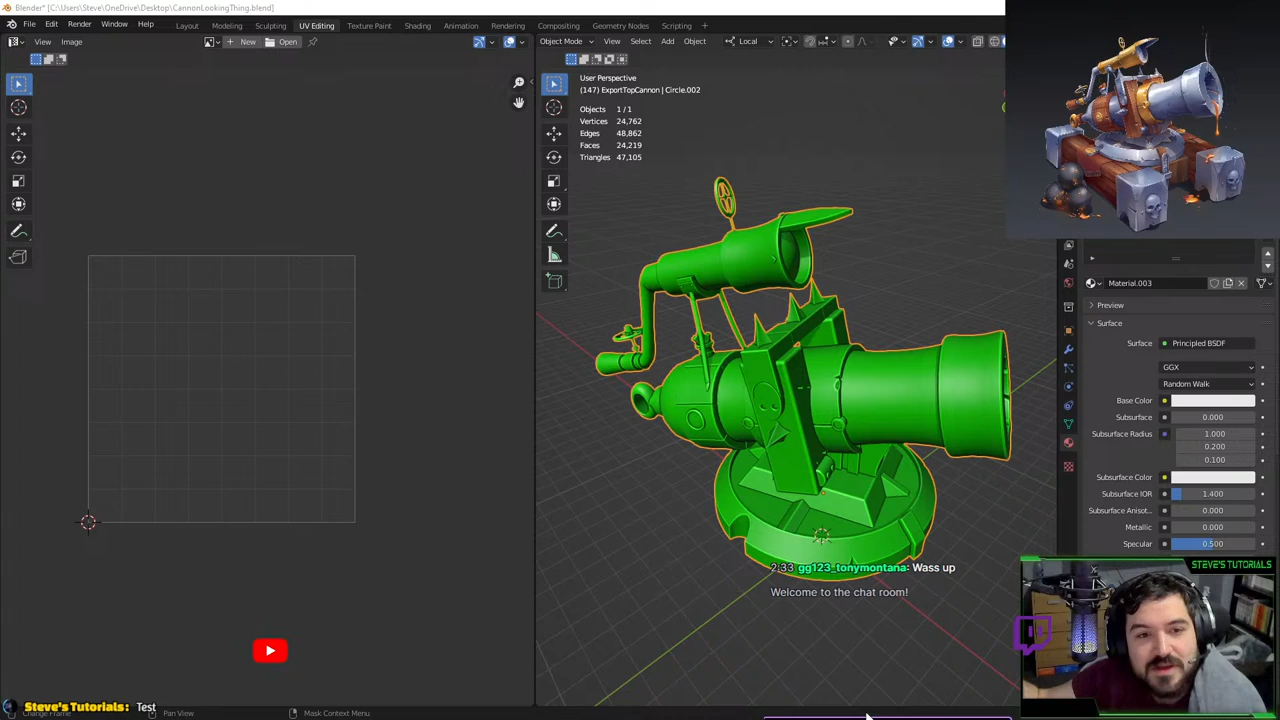 Blender* [C:\Users\Steve\OneDrive\Desktop\CannonLookingThing.blend]
File Edit Render Window Help Layout Modeling Sculpting UV Editing Texture Paint Shading Animation Rendering Compositing Geometry Nodes Scripting +
View Image New Open Object Mode View Select Add Object Local
User Perspective
(147) ExportTopCannon | Circle.002
Objects 1 / 1
Vertices 24,762
Edges 48,862
Faces 24,219
Triangles 47,105
Material.003
Preview
Surface
Surface Principled BSDF
GGX
Random Walk
Base Color
Subsurface 0.000
Subsurface Radius 1.000
0.200
0.100
Subsurface Color
Subsurface IOR 1.400
Subsurface Anisot... 0.000
Metallic 0.000
Specular 0.500
2:33 gg123_tonymontana: Wass up
Welcome to the chat room!
STEVE'S TUTORIALS
Steve's Tutorials: Test
Change Frame Pan View Mask Context Menu